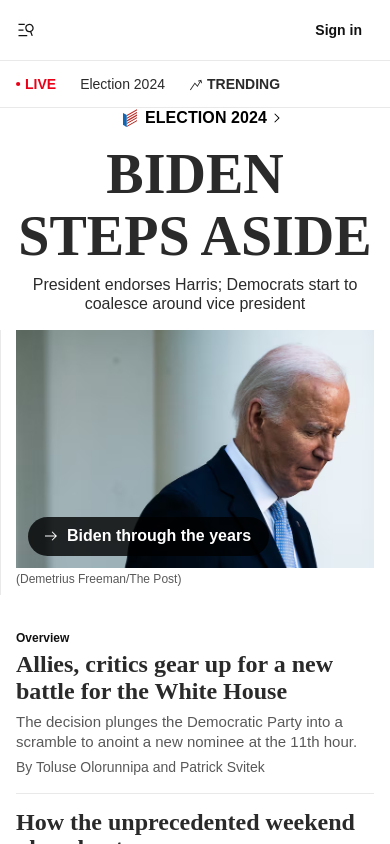 Sign in
LIVE
Election 2024
TRENDING
ELECTION 2024
BIDEN
STEPS ASIDE
President endorses Harris; Democrats start to
coalesce around vice president
Biden through the years
(Demetrius Freeman/The Post)
Overview
Allies, critics gear up for a new
battle for the White House
The decision plunges the Democratic Party into a
scramble to anoint a new nominee at the 11th hour.
By Toluse Olorunnipa and Patrick Svitek
How the unprecedented weekend